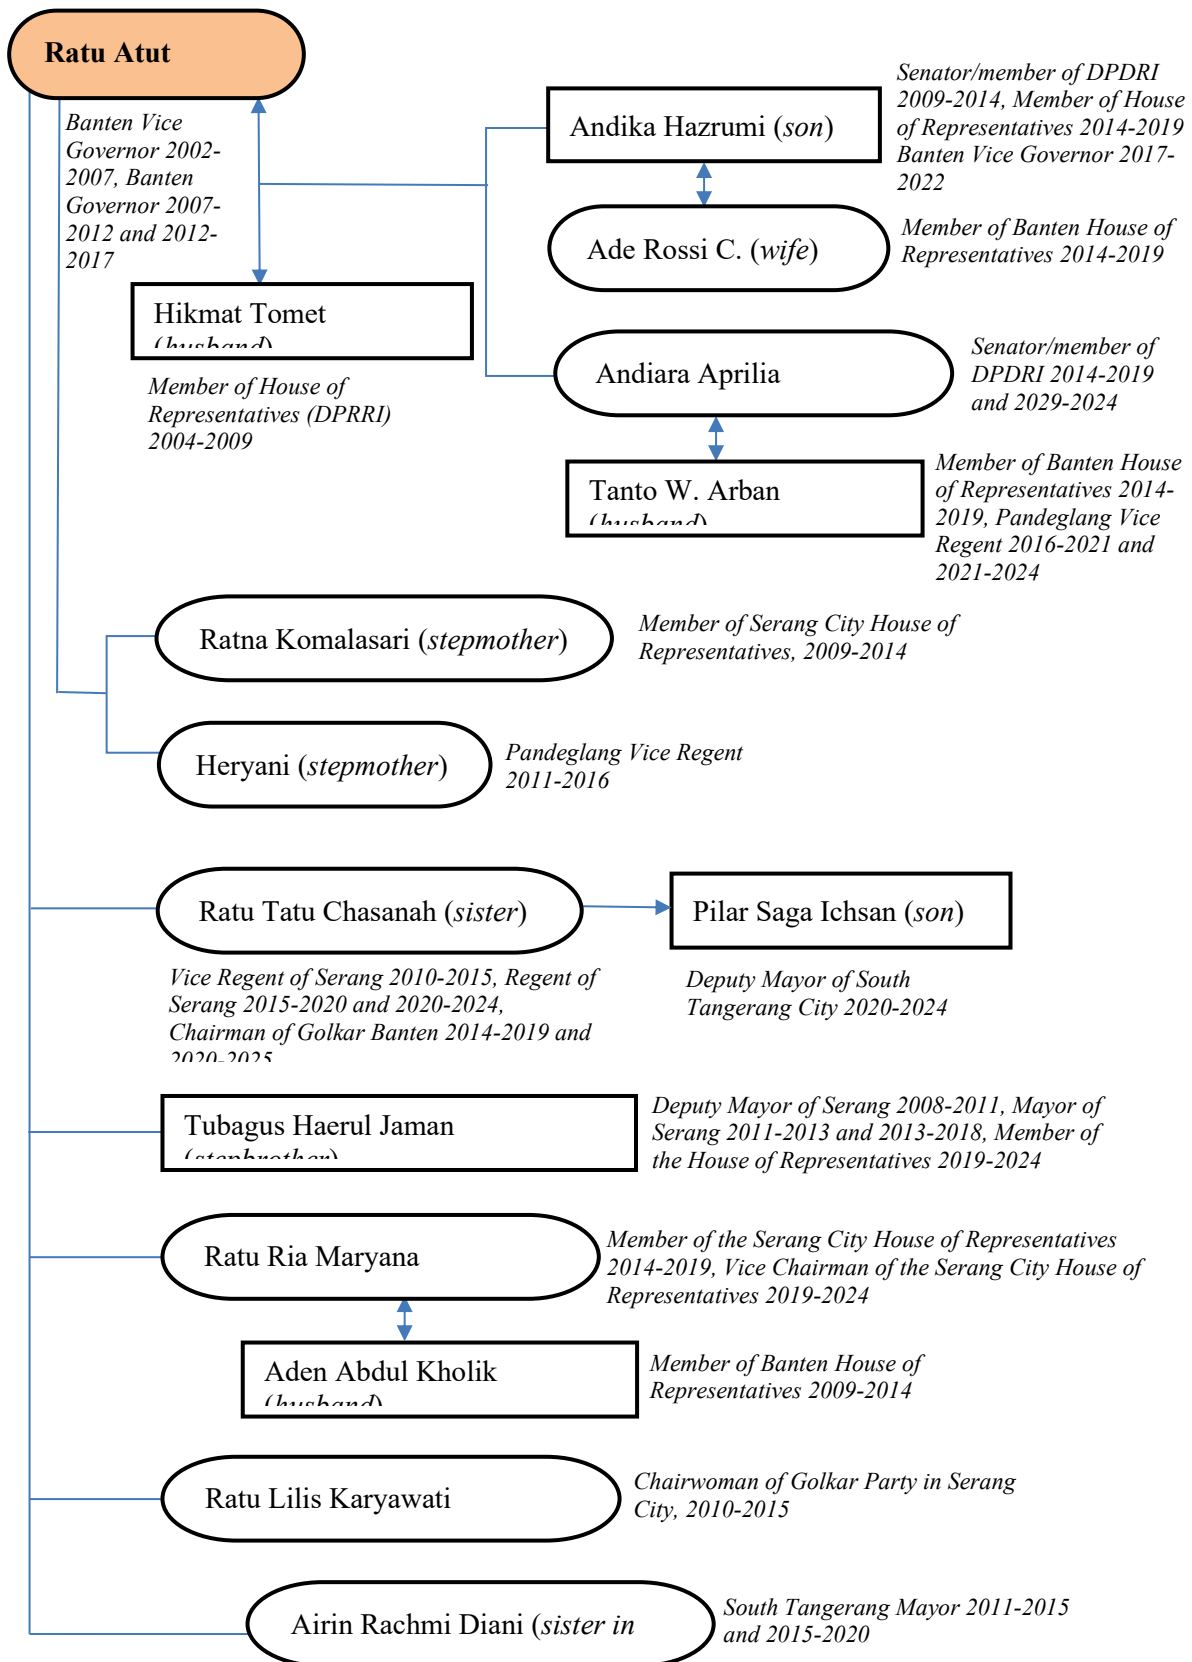 Ratu Atut
Banten Vice
Governor 2002-
2007, Banten
Governor 2007-
2012 and 2012-
2017
Hikmat Tomet
(husband)
Member of House of
Representatives (DPRRI)
2004-2009
Andika Hazrumi (son)
Senator/member of DPDRI
2009-2014, Member of House
of Representatives 2014-2019
Banten Vice Governor 2017-
2022
Ade Rossi C. (wife)
Member of Banten House of
Representatives 2014-2019
Andiara Aprilia
Senator/member of
DPDRI 2014-2019
and 2029-2024
Tanto W. Arban
(husband)
Member of Banten House
of Representatives 2014-
2019, Pandeglang Vice
Regent 2016-2021 and
2021-2024
Ratna Komalasari (stepmother)
Member of Serang City House of
Representatives, 2009-2014
Heryani (stepmother)
Pandeglang Vice Regent
2011-2016
Ratu Tatu Chasanah (sister)
Vice Regent of Serang 2010-2015, Regent of
Serang 2015-2020 and 2020-2024,
Chairman of Golkar Banten 2014-2019 and
2020-2025
Pilar Saga Ichsan (son)
Deputy Mayor of South
Tangerang City 2020-2024
Tubagus Haerul Jaman
(stepbrother)
Deputy Mayor of Serang 2008-2011, Mayor of
Serang 2011-2013 and 2013-2018, Member of
the House of Representatives 2019-2024
Ratu Ria Maryana
Member of the Serang City House of Representatives
2014-2019, Vice Chairman of the Serang City House of
Representatives 2019-2024
Aden Abdul Kholik
(husband)
Member of Banten House of
Representatives 2009-2014
Ratu Lilis Karyawati
Chairwoman of Golkar Party in Serang
City, 2010-2015
Airin Rachmi Diani (sister in
South Tangerang Mayor 2011-2015
and 2015-2020